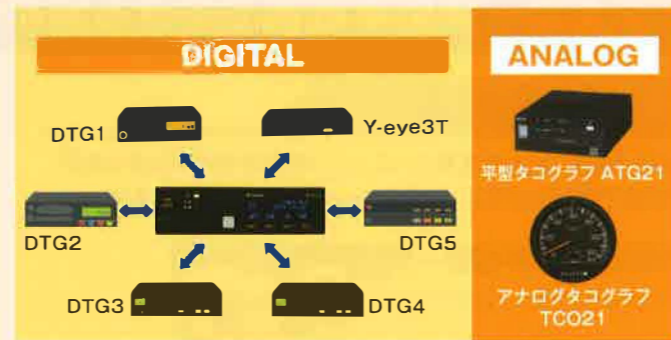 DIGITAL
ANALOG
DTG1
Y-eye3T
DTG2
DTG5
DTG3
DTG4
平型タコグラフ ATG21
アナログタコグラフ
TCO21